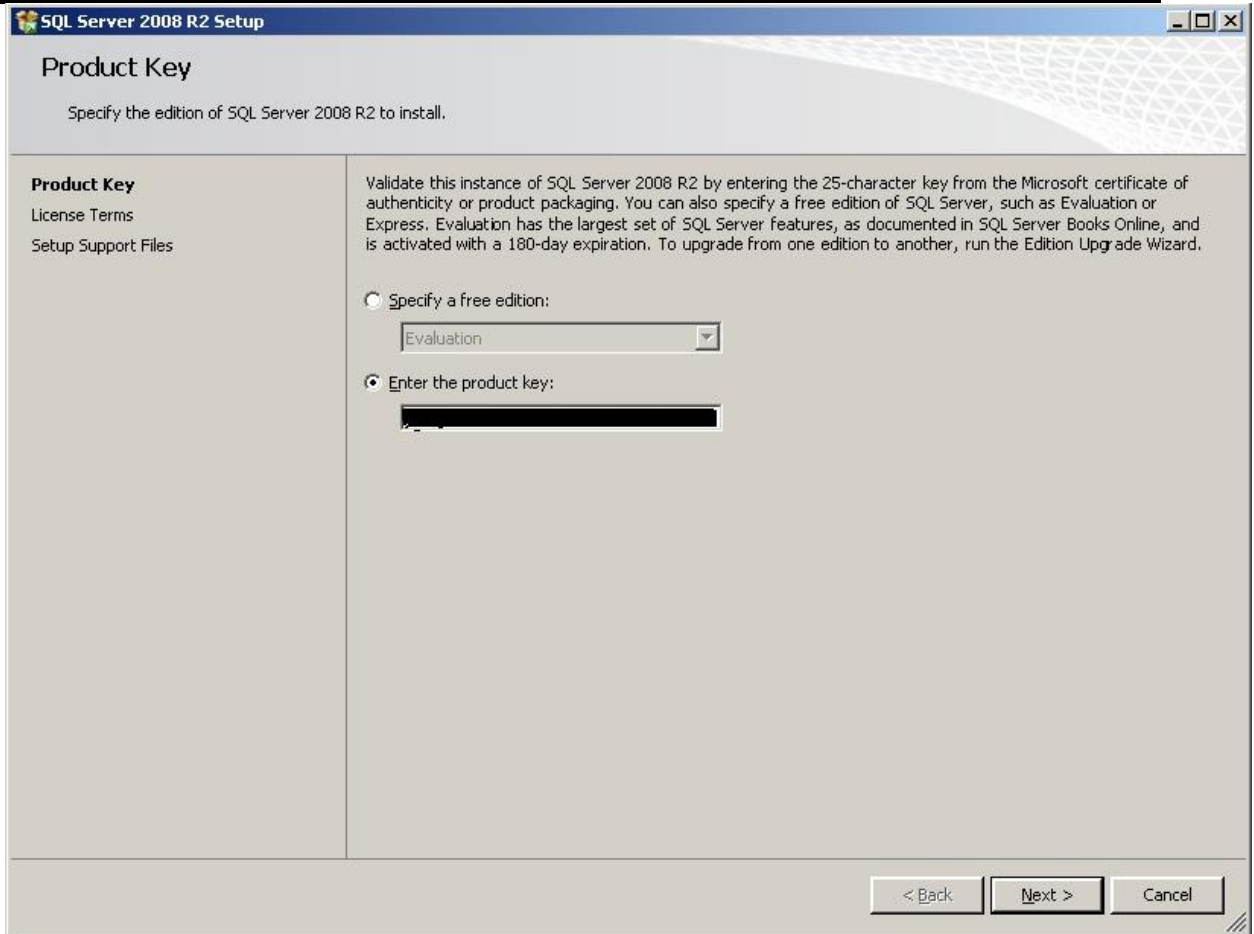 SQL Server 2008 R2 Setup
Product Key
Specify the edition of SQL Server 2008 R2 to install.
Product Key
License Terms
Setup Support Files
Validate this instance of SQL Server 2008 R2 by entering the 25-character key from the Microsoft certificate of
authenticity or product packaging. You can also specify a free edition of SQL Server, such as Evaluation or
Express. Evaluation has the largest set of SQL Server features, as documented in SQL Server Books Online, and
is activated with a 180-day expiration. To upgrade from one edition to another, run the Edition Upgrade Wizard.
Specify a free edition:
Evaluation
Enter the product key:
< Back
Next >
Cancel